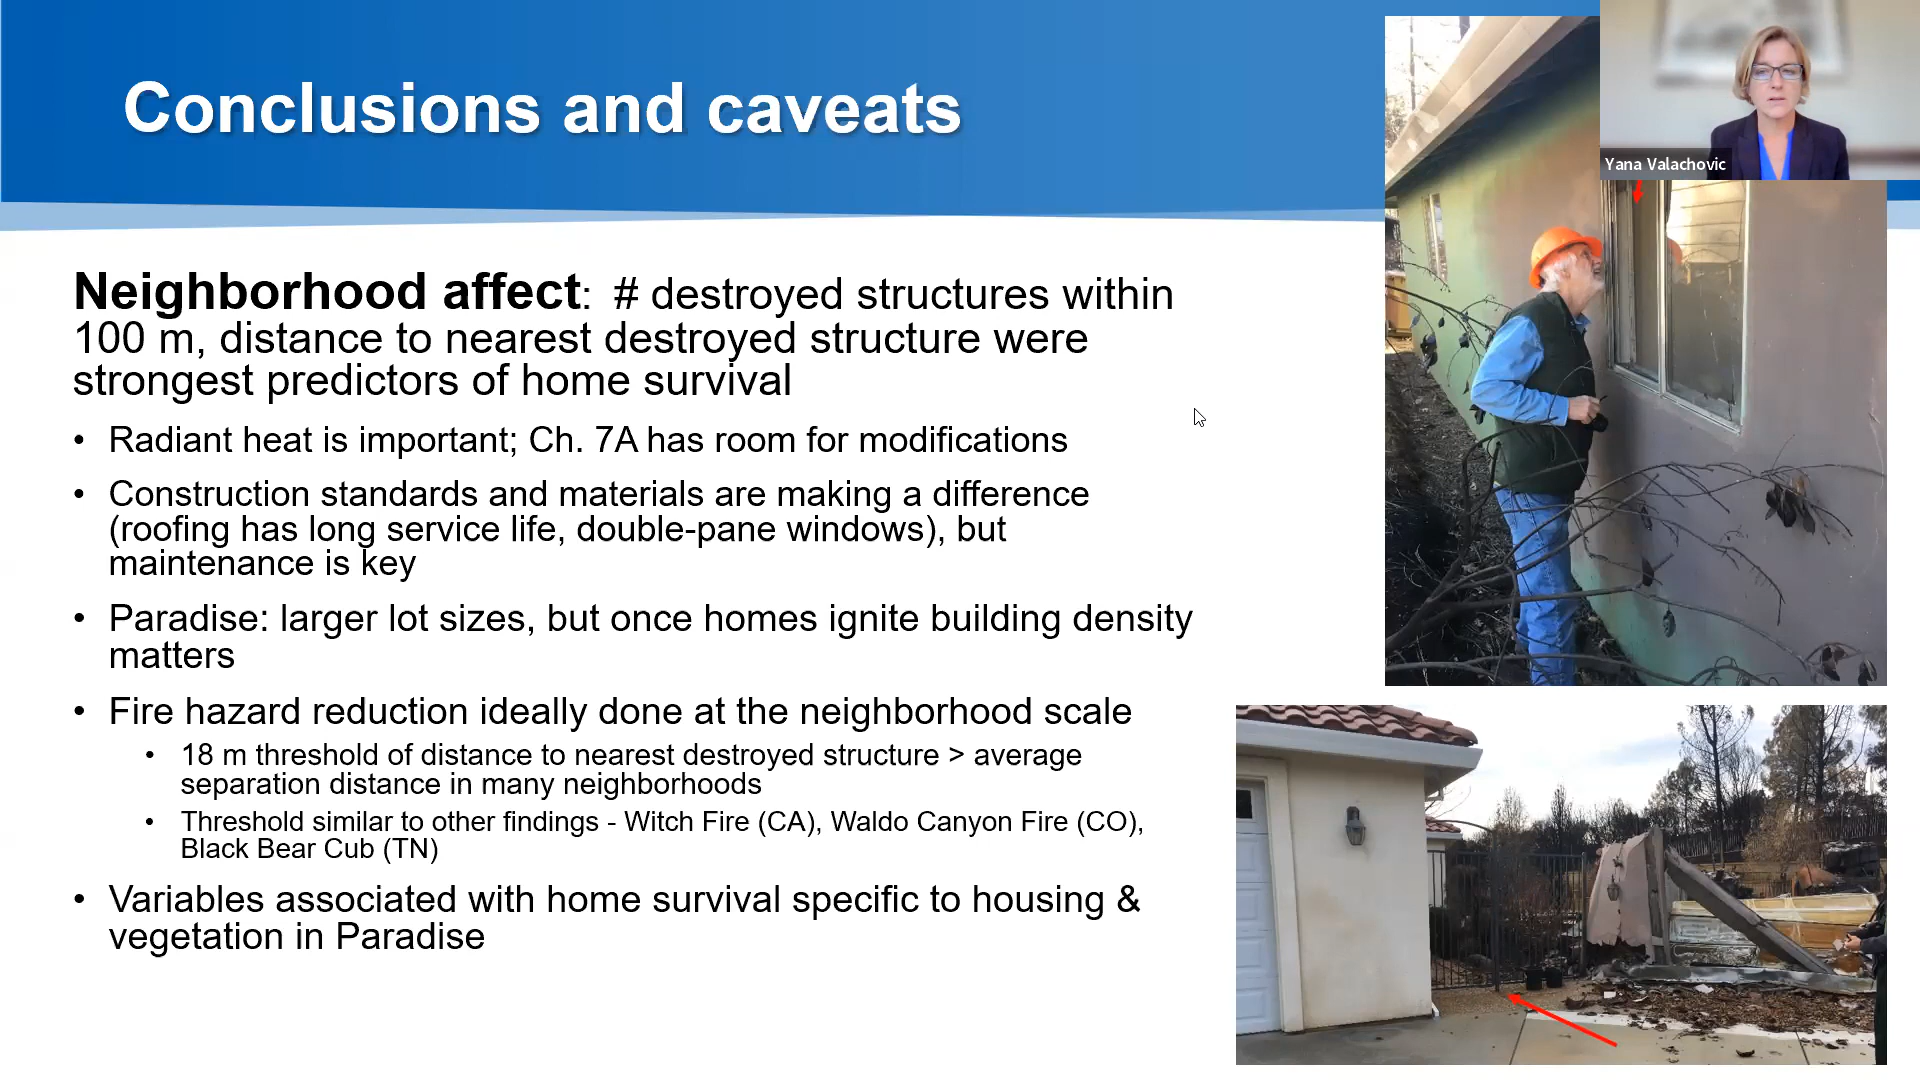 Conclusions and caveats
Yana Valachovic
Neighborhood affect: # destroyed structures within
100 m, distance to nearest destroyed structure were
strongest predictors of home survival
• Radiant heat is important; Ch. 7A has room for modifications
• Construction standards and materials are making a difference
(roofing has long service life, double-pane windows), but
maintenance is key
• Paradise: larger lot sizes, but once homes ignite building density
matters
• Fire hazard reduction ideally done at the neighborhood scale
• 18 m threshold of distance to nearest destroyed structure > average
separation distance in many neighborhoods
• Threshold similar to other findings - Witch Fire (CA), Waldo Canyon Fire (CO),
Black Bear Cub (TN)
• Variables associated with home survival specific to housing &
vegetation in Paradise